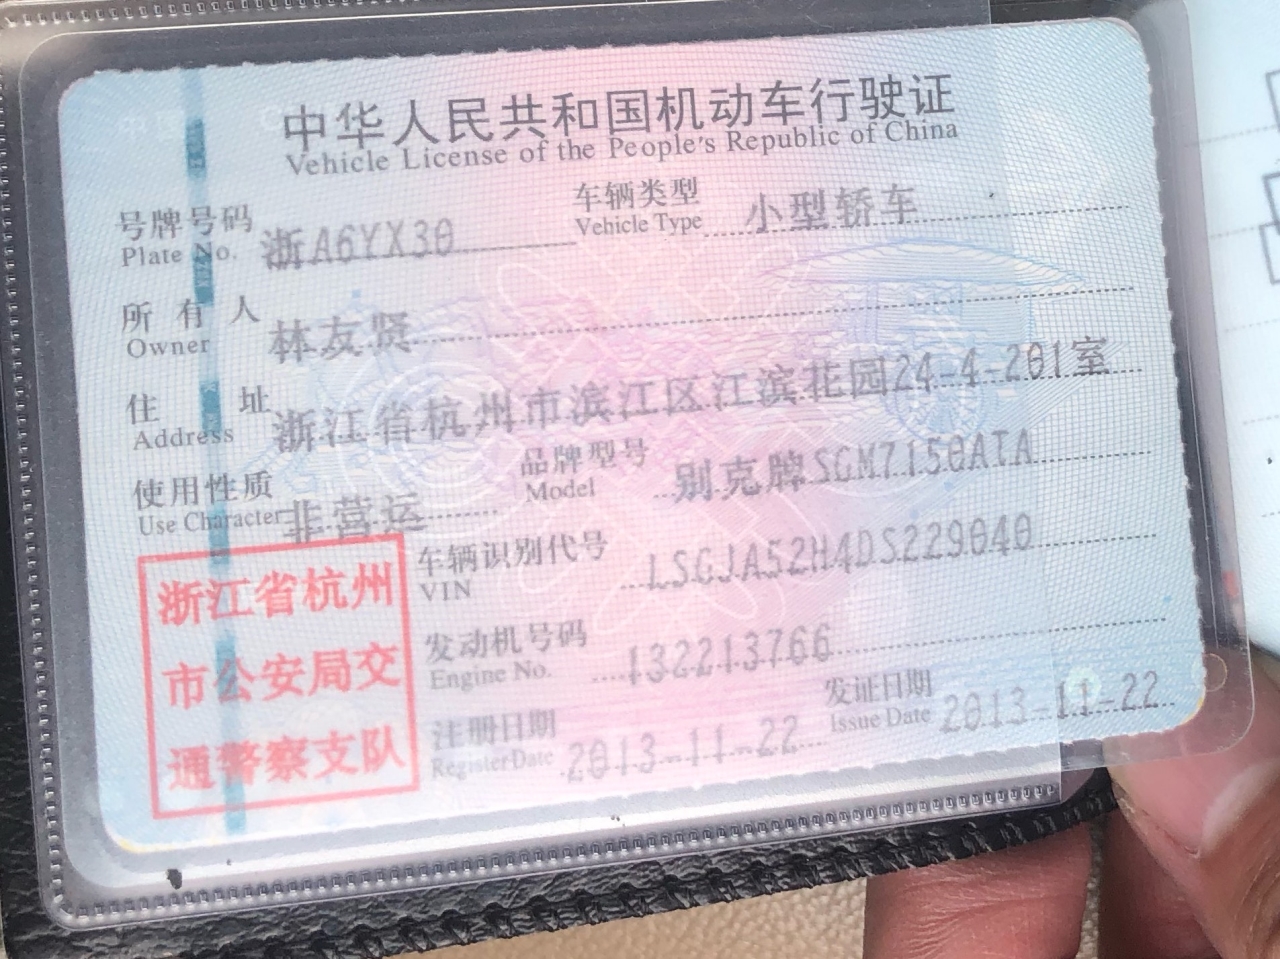 中华人民共和国机动车行驶证
Vehicle License of the People's Republic of China
号牌号码 浙A6YX30 车辆类型 小型轿车
Plate No. Vehicle Type
所有人 林友贤
Owner
住址 浙江省杭州市滨江区江滨花园24-4-201室
Address
使用性质 非营运 品牌型号 别克牌SGM7150ATA
Use Character Model
车辆识别代号 LSGJA52H4DS229040
VIN
发动机号码 132213766
Engine No.
注册日期 2013-11-22 发证日期 2013-11-22
Register Date Issue Date
浙江省杭州
市公安局交
通警察支队